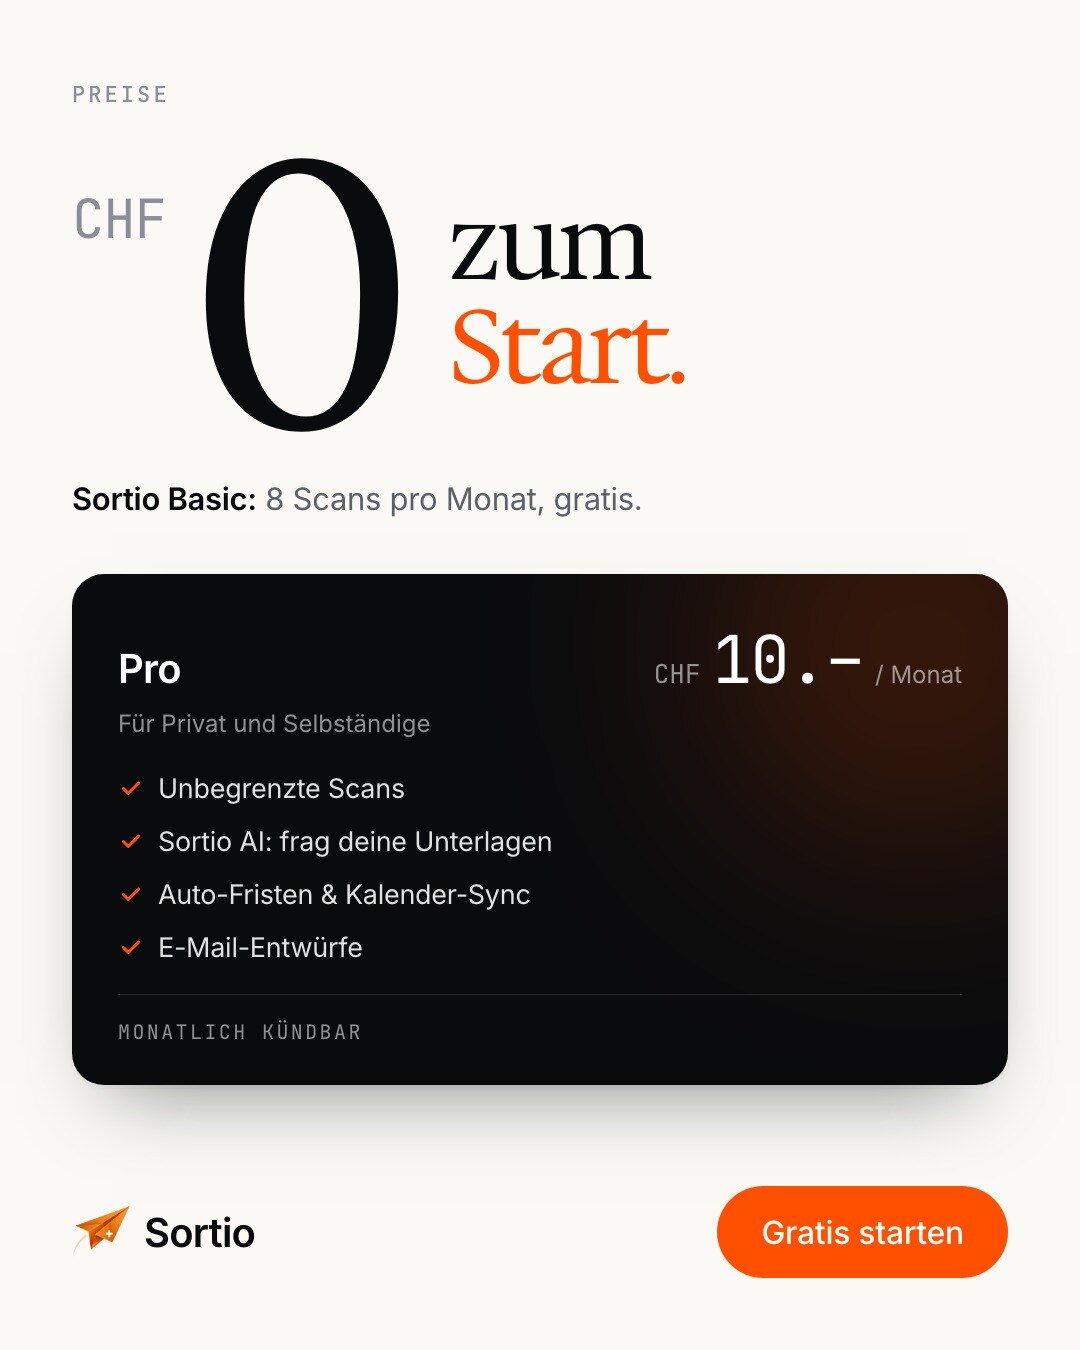 PREISE
CHF 0 zum
Start.
Sortio Basic: 8 Scans pro Monat, gratis.
Pro
CHF 10.– / Monat
Für Privat und Selbständige
Unbegrenzte Scans
Sortio AI: frag deine Unterlagen
Auto-Fristen & Kalender-Sync
E-Mail-Entwürfe
MONATLICH KÜNDBAR
Sortio
Gratis starten